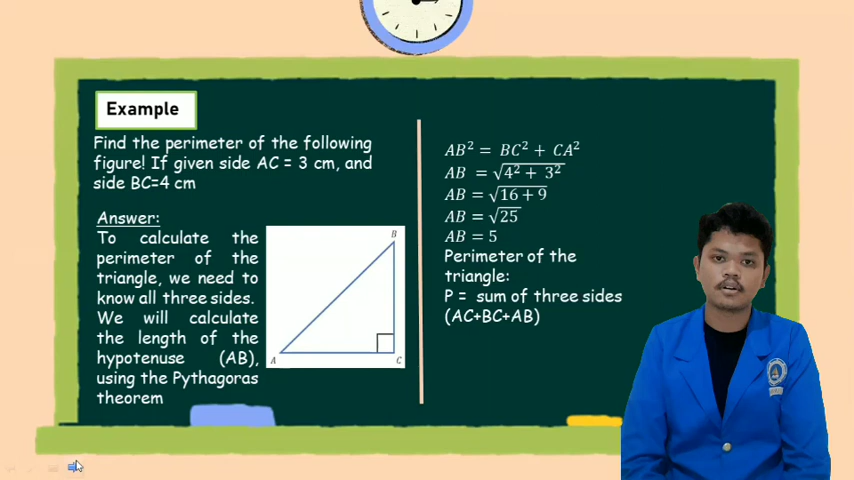 Example
Find the perimeter of the following
figure! If given side AC = 3 cm, and
side BC=4 cm
Answer:
To calculate the
perimeter of the
triangle, we need to
know all three sides.
We will calculate
the length of the
hypotenuse (AB),
using the Pythagoras
theorem
B
A
C
AB² = BC² + CA²
AB = √(4² + 3²)
AB = √(16 + 9)
AB = √25
AB = 5
Perimeter of the
triangle:
P = sum of three sides
(AC+BC+AB)